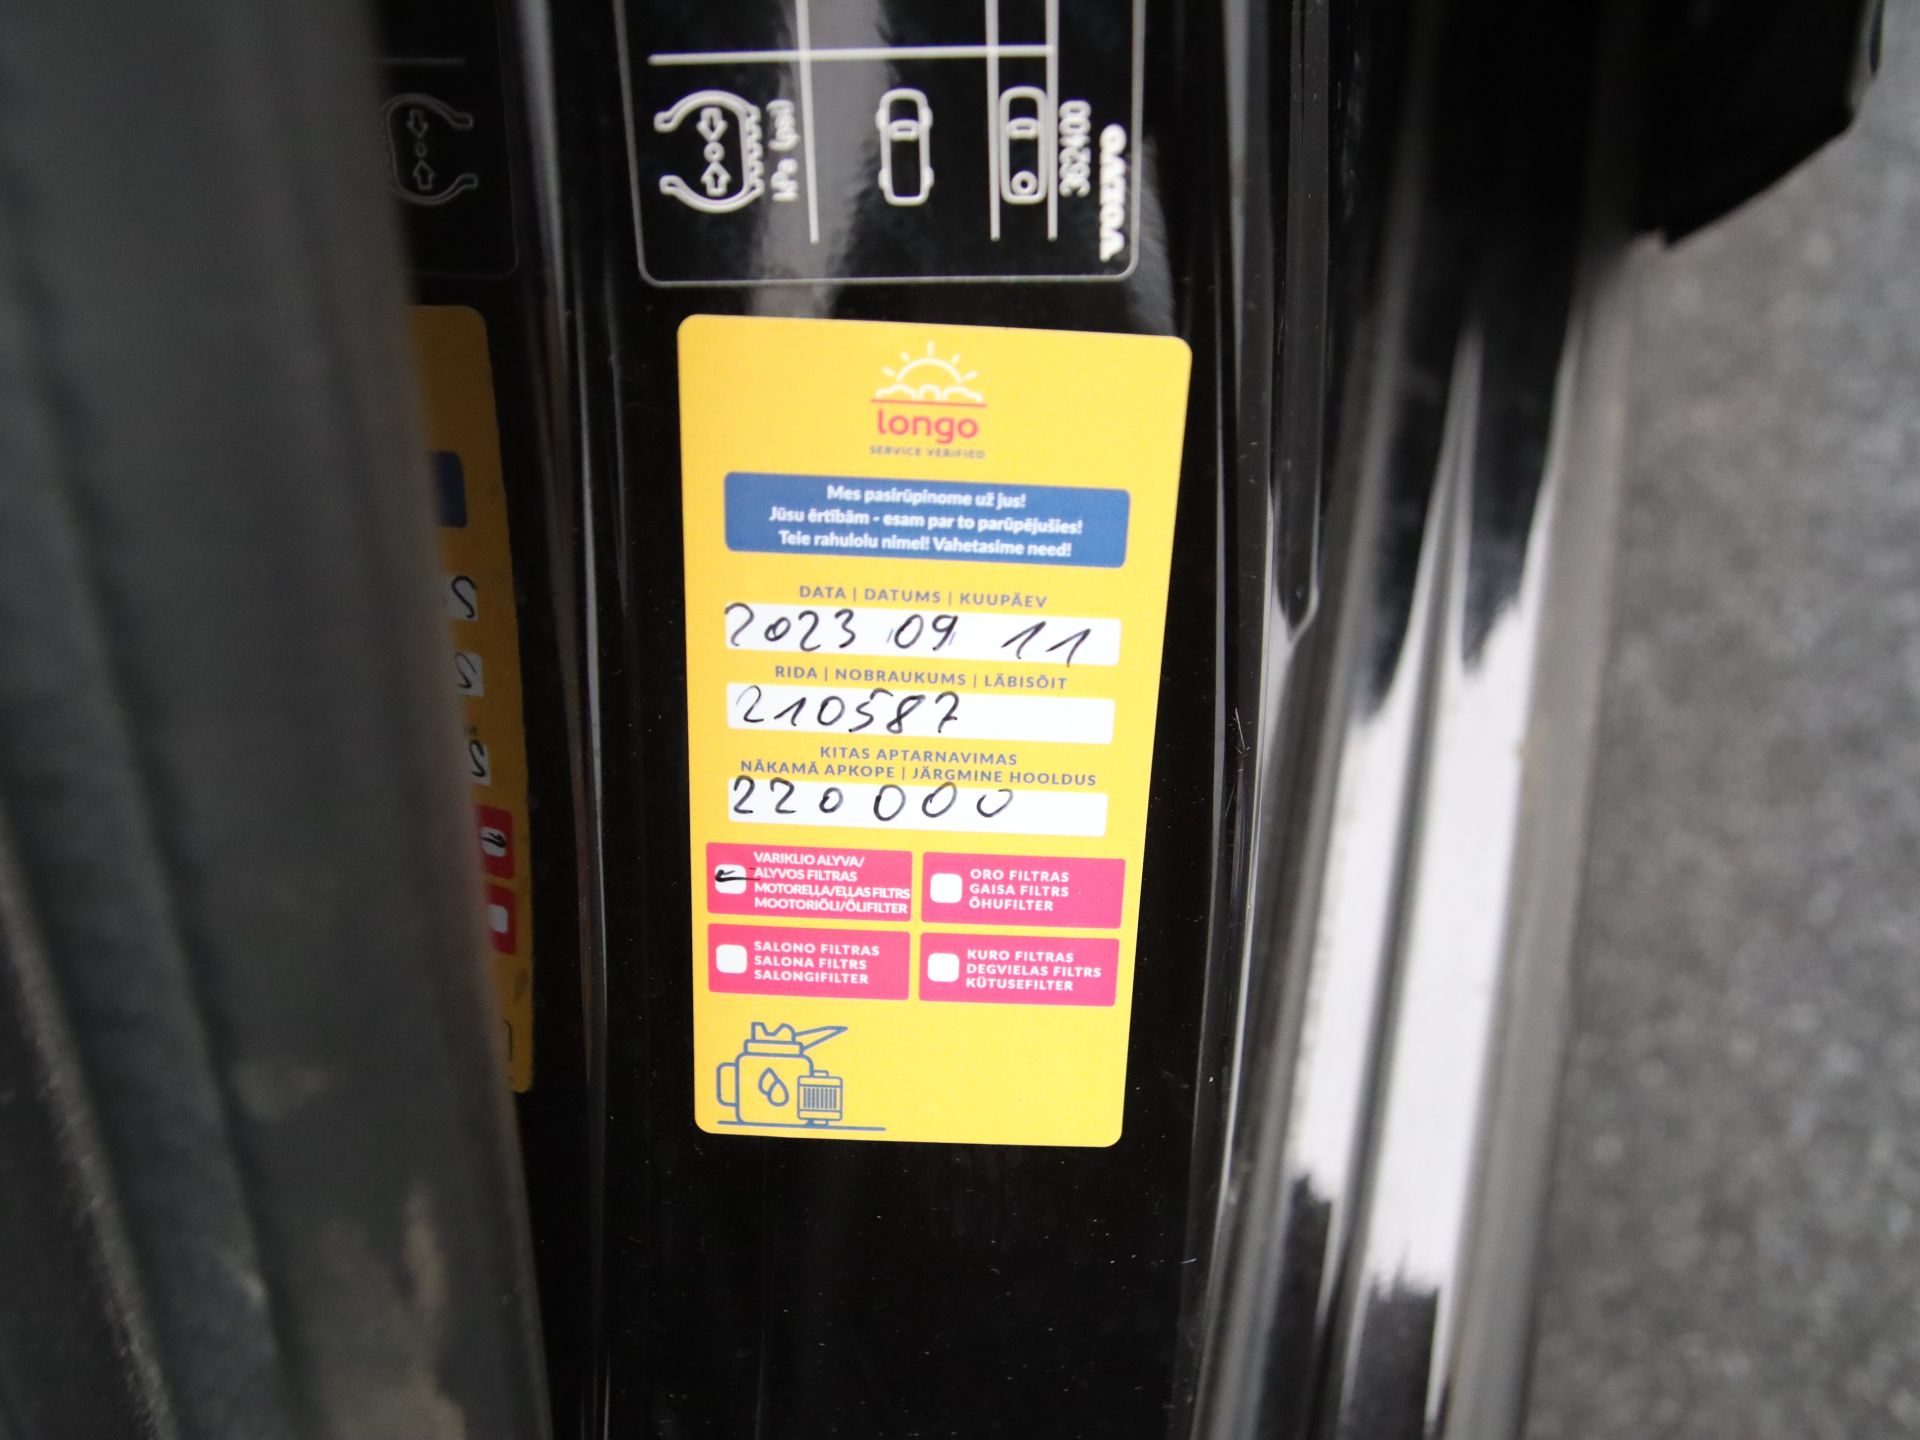 kPa (psi)
362400
VOLVO
longo
SERVICE VERIFIED
Mes pasirūpinome už jus!
Jūsu ērtībām - esam par to parūpējušies!
Teie rahulolu nimel! Vahetasime need!
DATA | DATUMS | KUUPÄEV
2023 09 11
RIDA | NOBRAUKUMS | LÄBISÕIT
210587
KITAS APTARNAVIMAS
NĀKAMĀ APKOPE | JÄRGMINE HOOLDUS
220000
VARIKLIO ALYVA/
ALYVOS FILTRAS
MOTOREĻĻA/EĻĻAS FILTRS
MOOTORIÕLI/ÕLIFILTER
ORO FILTRAS
GAISA FILTRS
ÕHUFILTER
SALONO FILTRAS
SALONA FILTRS
SALONGIFILTER
KURO FILTRAS
DEGVIELAS FILTRS
KÜTUSEFILTER